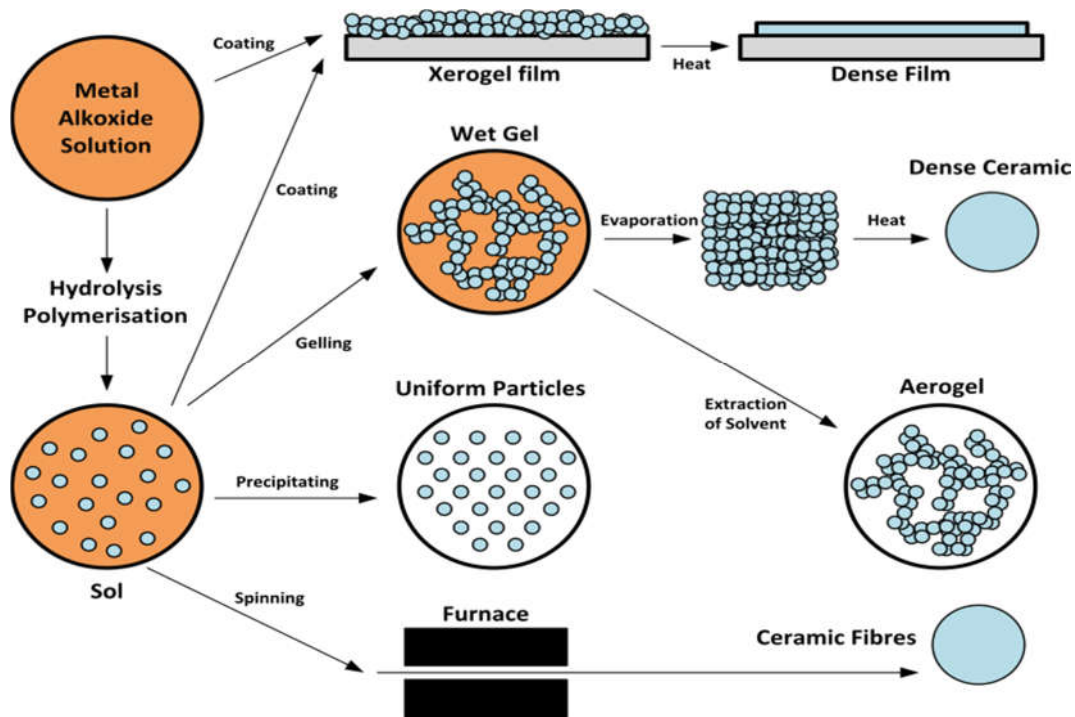 Coating
Metal
Alkoxide
Solution
Xerogel film
Heat
Dense Film
Wet Gel
Coating
Dense Ceramic
Evaporation
Heat
Hydrolysis
Polymerisation
Gelling
Uniform Particles
Extraction
of Solvent
Aerogel
Precipitating
Sol
Spinning
Furnace
Ceramic Fibres